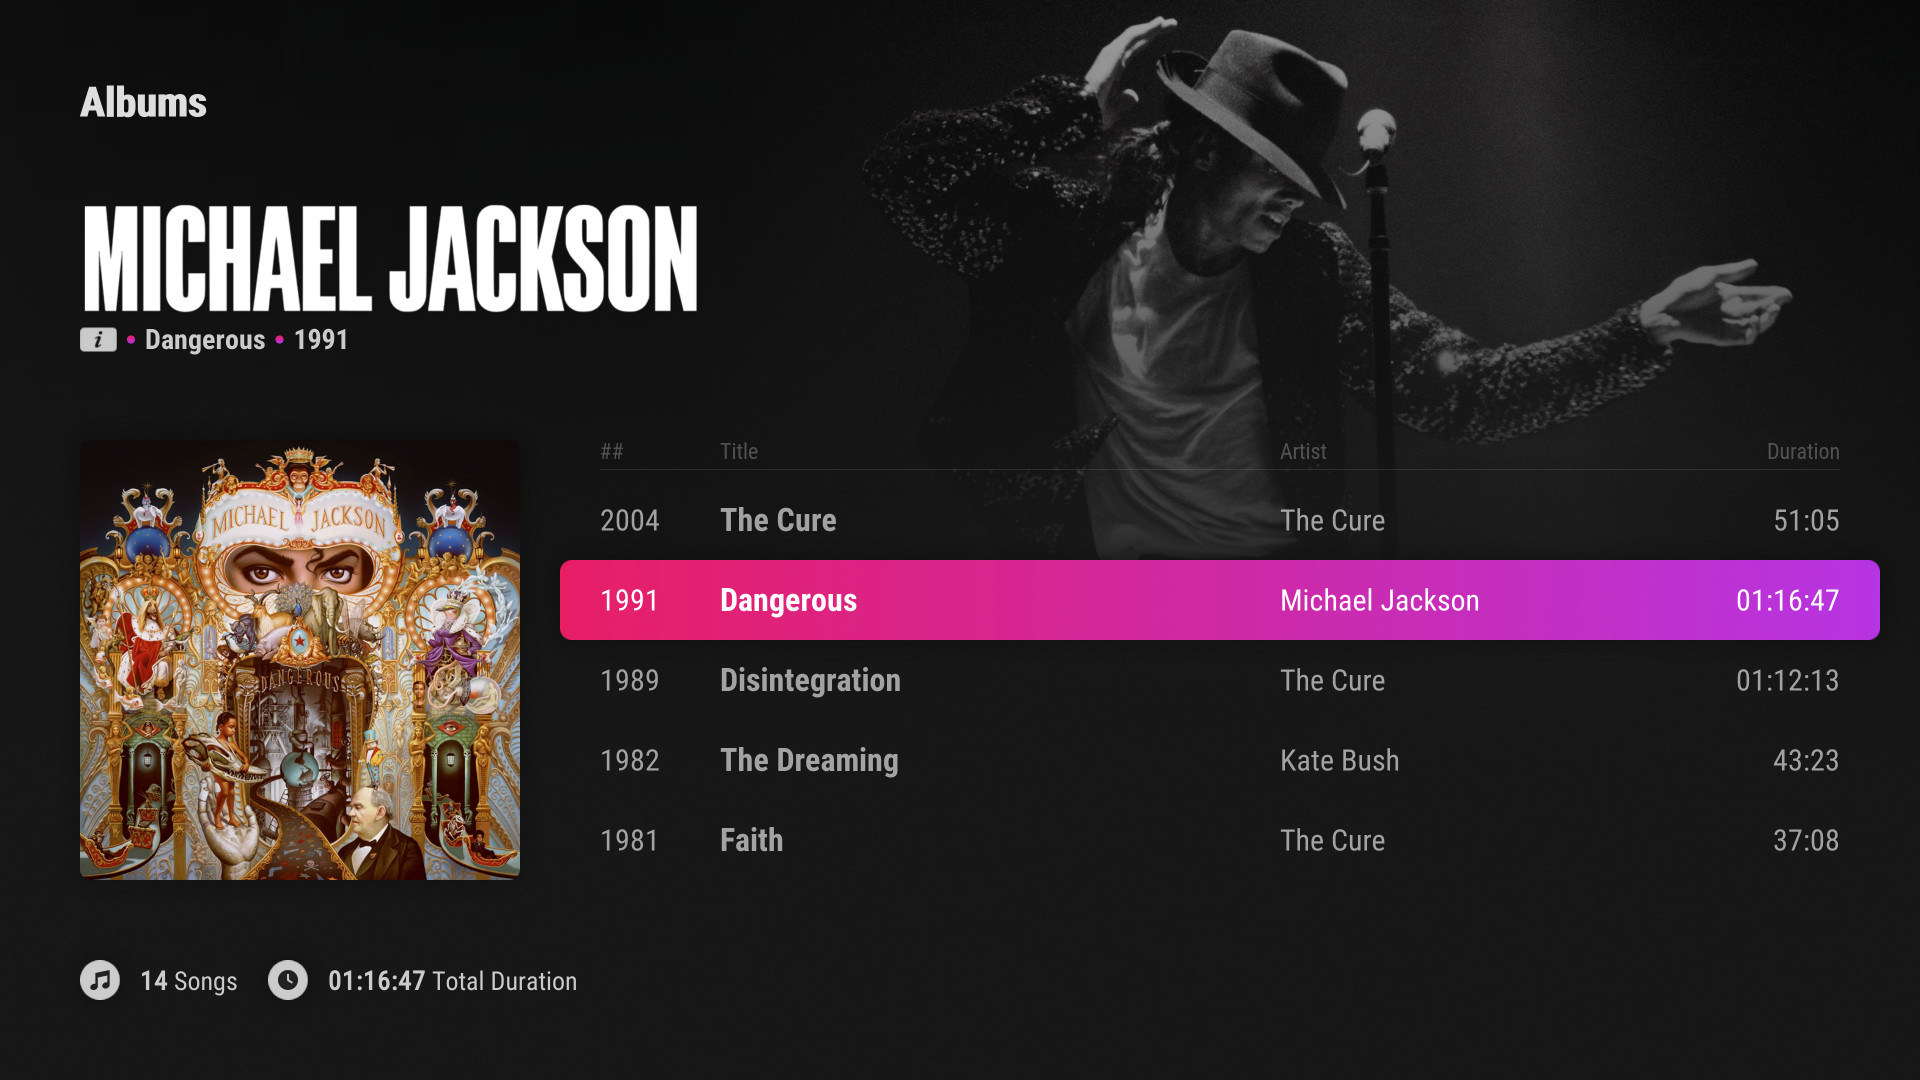 Albums
MICHAEL JACKSON
i • Dangerous • 1991
MICHAEL JACKSON
DANGEROUS
## Title Artist Duration
2004 The Cure The Cure 51:05
1991 Dangerous Michael Jackson 01:16:47
1989 Disintegration The Cure 01:12:13
1982 The Dreaming Kate Bush 43:23
1981 Faith The Cure 37:08
14 Songs 01:16:47 Total Duration